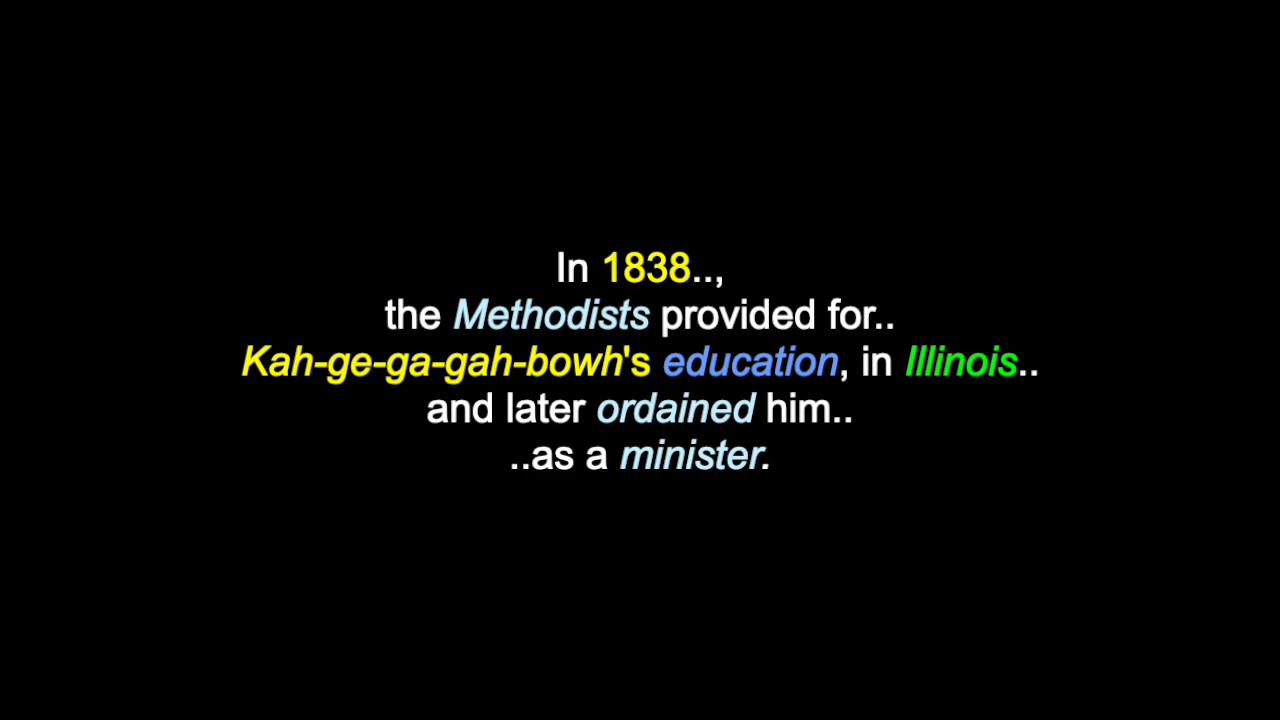 In 1838..,
the Methodists provided for..
Kah-ge-ga-gah-bowh's education, in Illinois..
and later ordained him..
..as a minister.